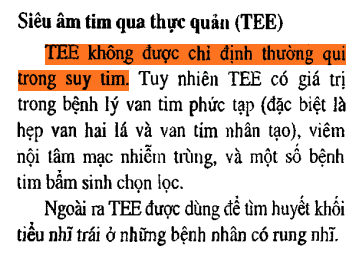 Siêu âm tim qua thực quản (TEE)
TEE không được chỉ định thường qui
trong suy tim. Tuy nhiên TEE có giá trị
trong bệnh lý van tim phức tạp (đặc biệt là
hẹp van hai lá và van tim nhân tạo), viêm
nội tâm mạc nhiễm trùng, và một số bệnh
tim bẩm sinh chọn lọc.
Ngoài ra TEE được dùng để tìm huyết khối
tiểu nhĩ trái ở những bệnh nhân có rung nhĩ.